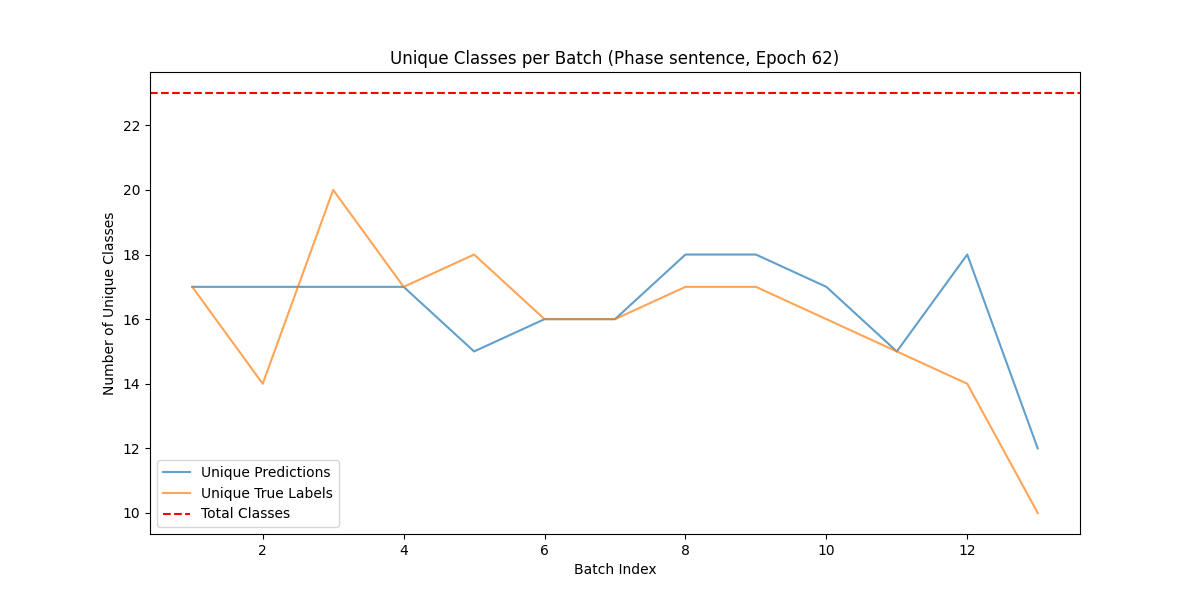 Unique Classes per Batch (Phase sentence, Epoch 62)
Number of Unique Classes
22
20
18
16
14
12
10
Unique Predictions
Unique True Labels
Total Classes
2
4
6
8
10
12
Batch Index